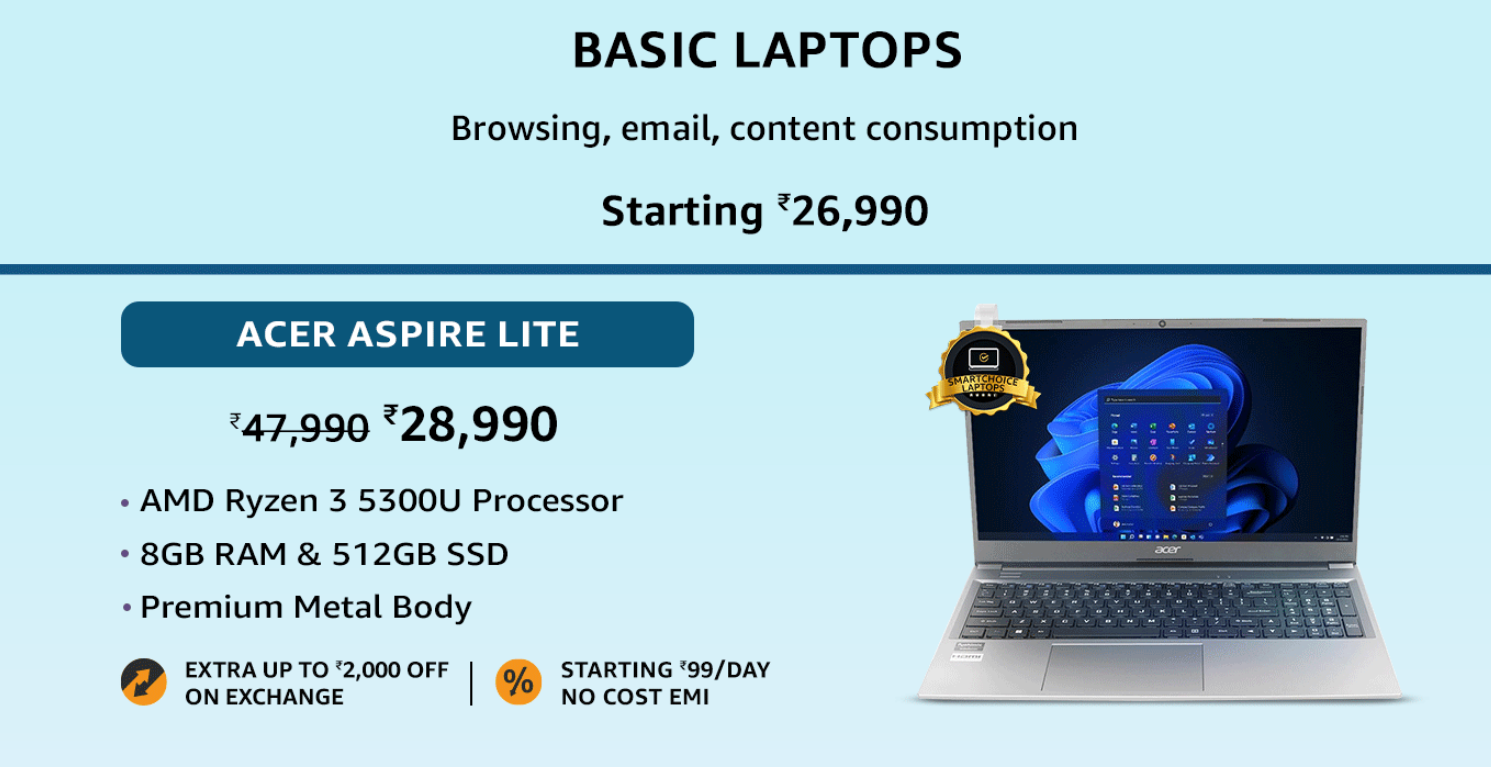 BASIC LAPTOPS
Browsing, email, content consumption
Starting ₹26,990
ACER ASPIRE LITE
₹47,990 ₹28,990
• AMD Ryzen 3 5300U Processor
• 8GB RAM & 512GB SSD
• Premium Metal Body
EXTRA UP TO ₹2,000 OFF
ON EXCHANGE
% STARTING ₹99/DAY
NO COST EMI
SMARTCHOICE
LAPTOPS
acer